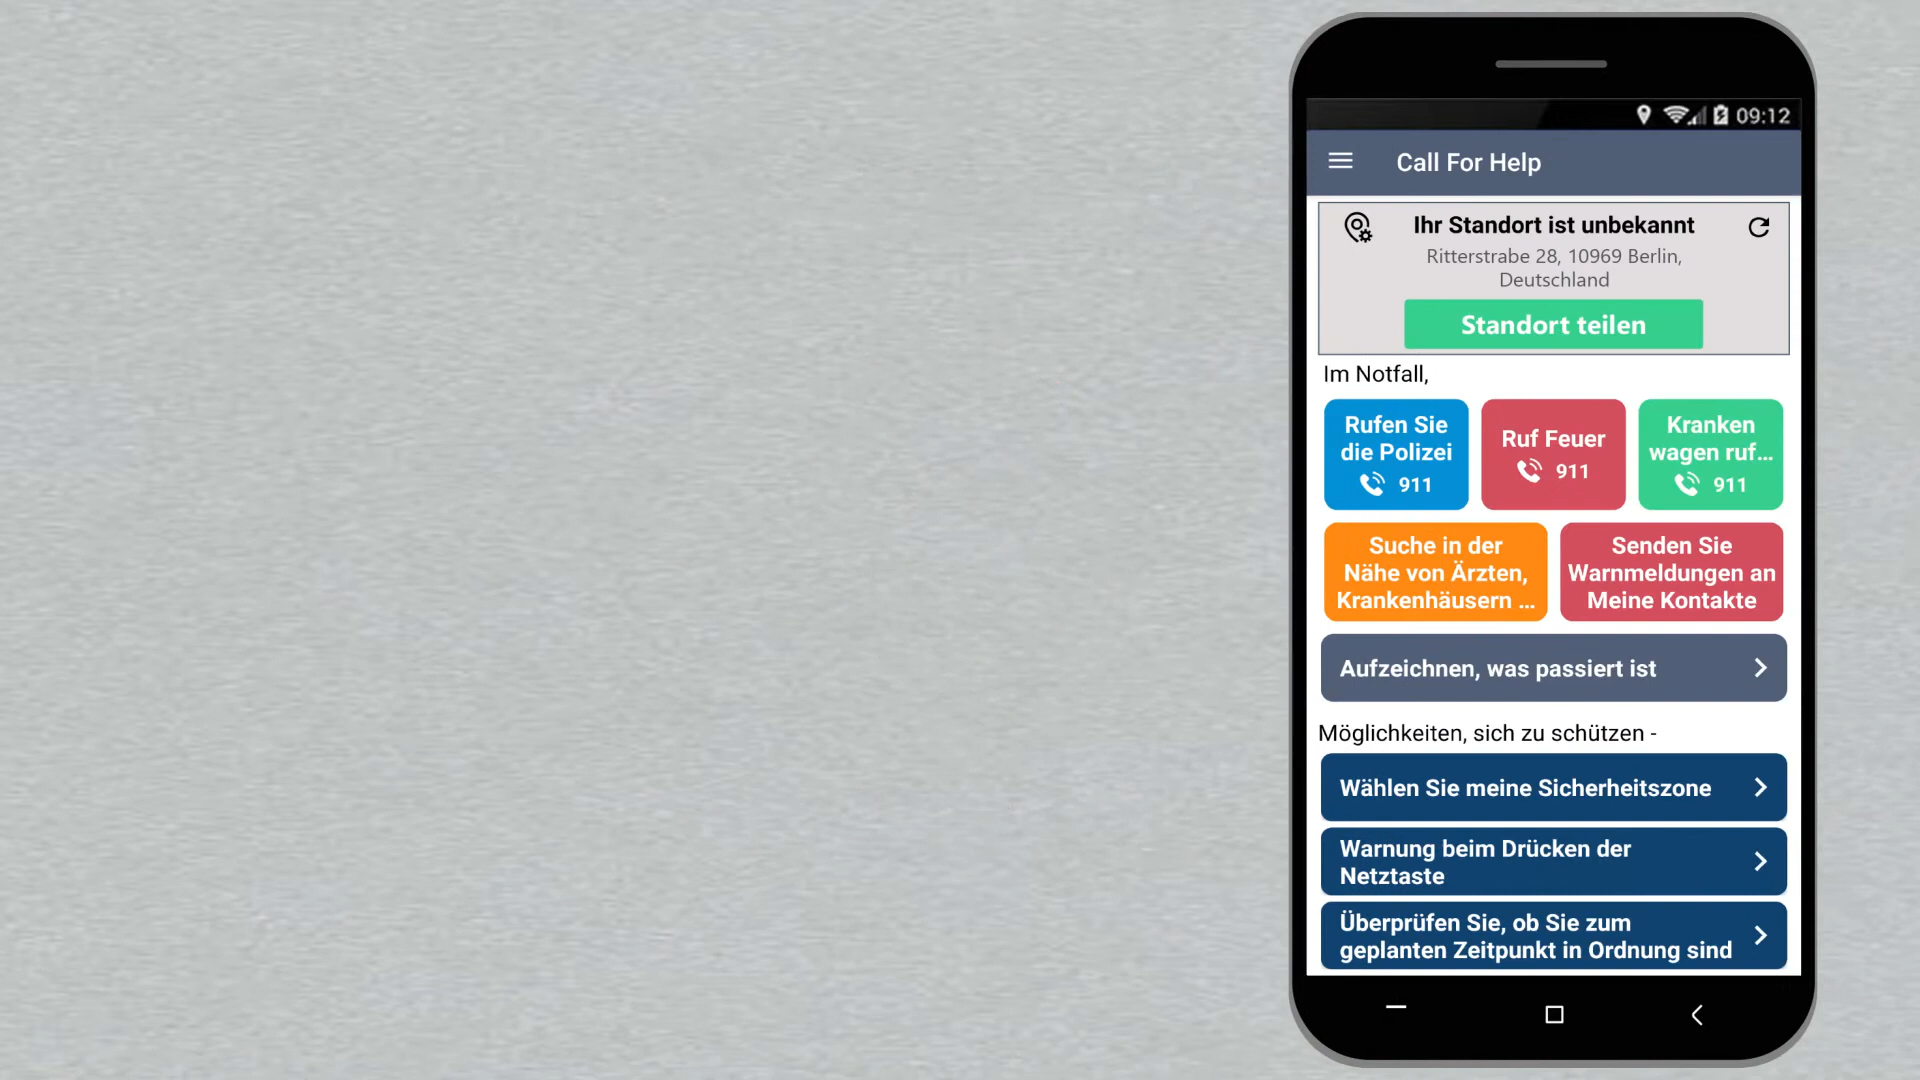 09:12
Call For Help
Ihr Standort ist unbekannt
Ritterstrabe 28, 10969 Berlin,
Deutschland
Standort teilen
Im Notfall,
Rufen Sie
die Polizei
911
Ruf Feuer
911
Kranken
wagen ruf...
911
Suche in der
Nähe von Ärzten,
Krankenhäusern ...
Senden Sie
Warnmeldungen an
Meine Kontakte
Aufzeichnen, was passiert ist
Möglichkeiten, sich zu schützen -
Wählen Sie meine Sicherheitszone
Warnung beim Drücken der
Netztaste
Überprüfen Sie, ob Sie zum
geplanten Zeitpunkt in Ordnung sind